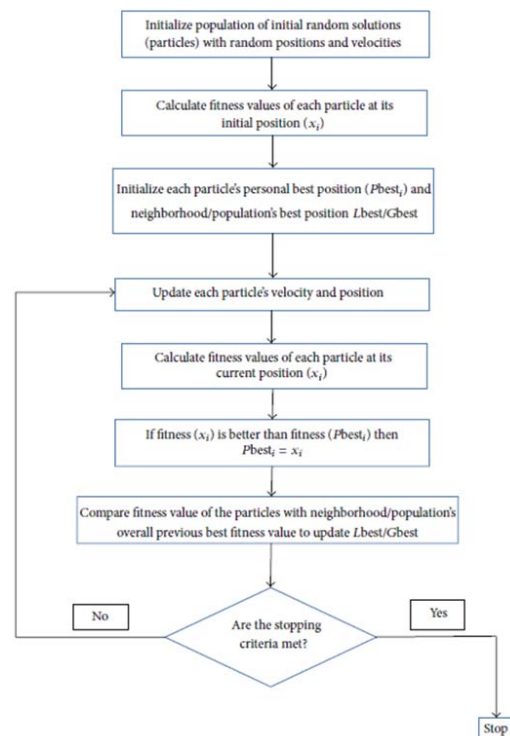 Initialize population of initial random solutions
(particles) with random positions and velocities
Calculate fitness values of each particle at its
initial position (xᵢ)
Initialize each particle's personal best position (Pbestᵢ) and
neighborhood/population's best position Lbest/Gbest
Update each particle's velocity and position
Calculate fitness values of each particle at its
current position (xᵢ)
If fitness (xᵢ) is better than fitness (Pbestᵢ) then
Pbestᵢ = xᵢ
Compare fitness value of the particles with neighborhood/population's
overall previous best fitness value to update Lbest/Gbest
No
Are the stopping
criteria met?
Yes
Stop